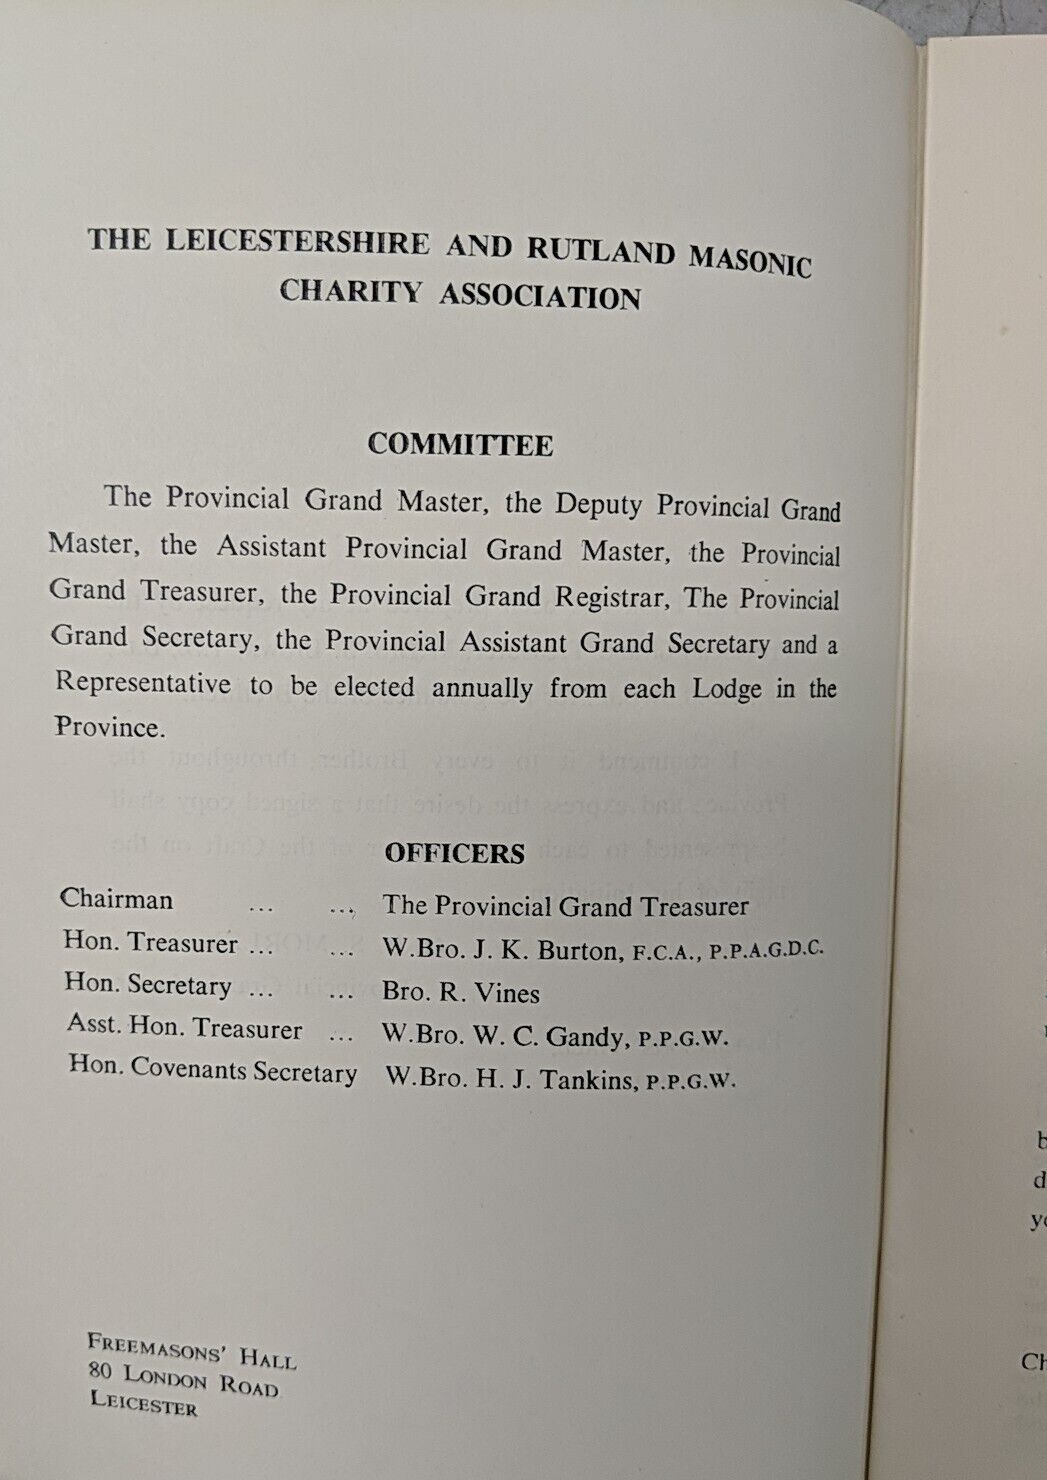 THE LEICESTERSHIRE AND RUTLAND MASONIC
CHARITY ASSOCIATION
COMMITTEE
The Provincial Grand Master, the Deputy Provincial Grand
Master, the Assistant Provincial Grand Master, the Provincial
Grand Treasurer, the Provincial Grand Registrar, The Provincial
Grand Secretary, the Provincial Assistant Grand Secretary and a
Representative to be elected annually from each Lodge in the
Province.
OFFICERS
Chairman ... ... The Provincial Grand Treasurer
Hon. Treasurer ... ... W.Bro. J. K. Burton, F.C.A., P.P.A.G.D.C.
Hon. Secretary ... ... Bro. R. Vines
Asst. Hon. Treasurer ... W.Bro. W. C. Gandy, P.P.G.W.
Hon. Covenants Secretary W.Bro. H. J. Tankins, P.P.G.W.
FREEMASONS' HALL
80 LONDON ROAD
LEICESTER